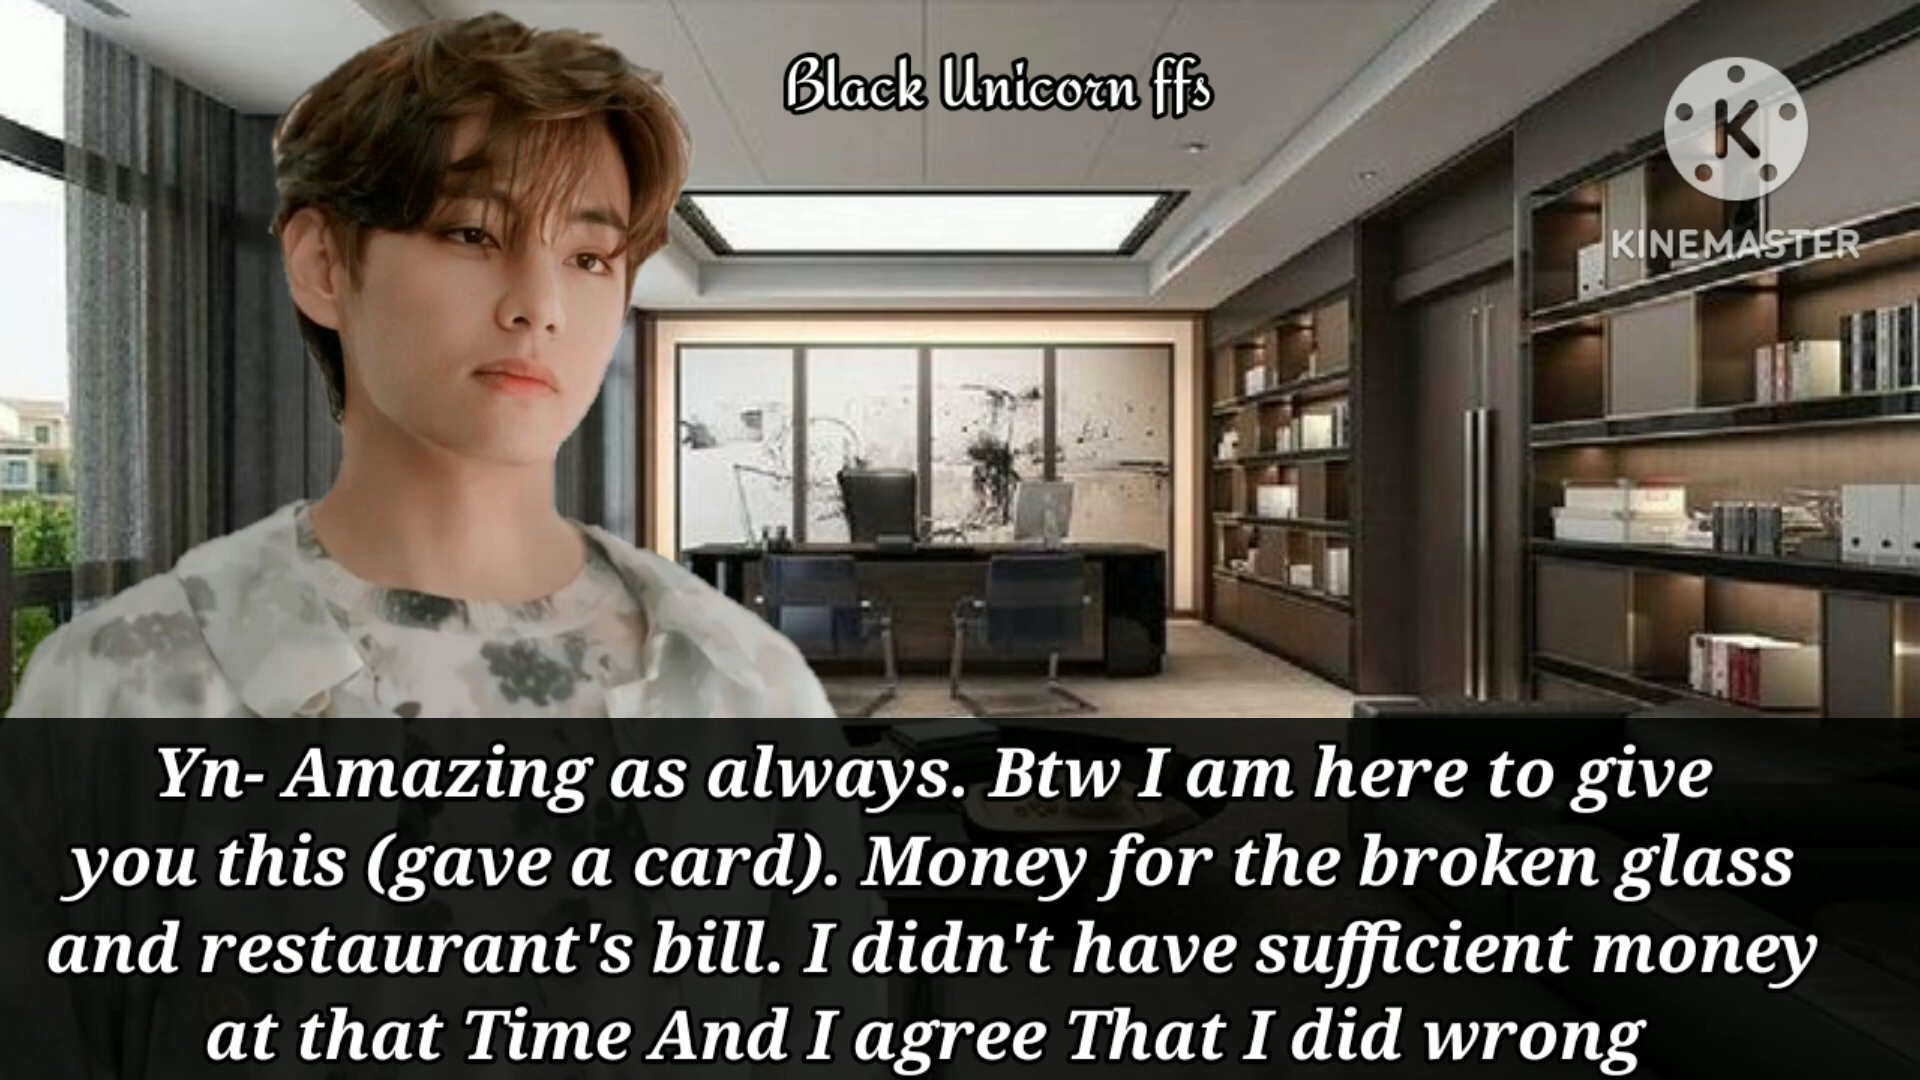 Black Unicorn ffs
K
KINEMASTER
Yn- Amazing as always. Btw I am here to give
you this (gave a card). Money for the broken glass
and restaurant's bill. I didn't have sufficient money
at that Time And I agree That I did wrong